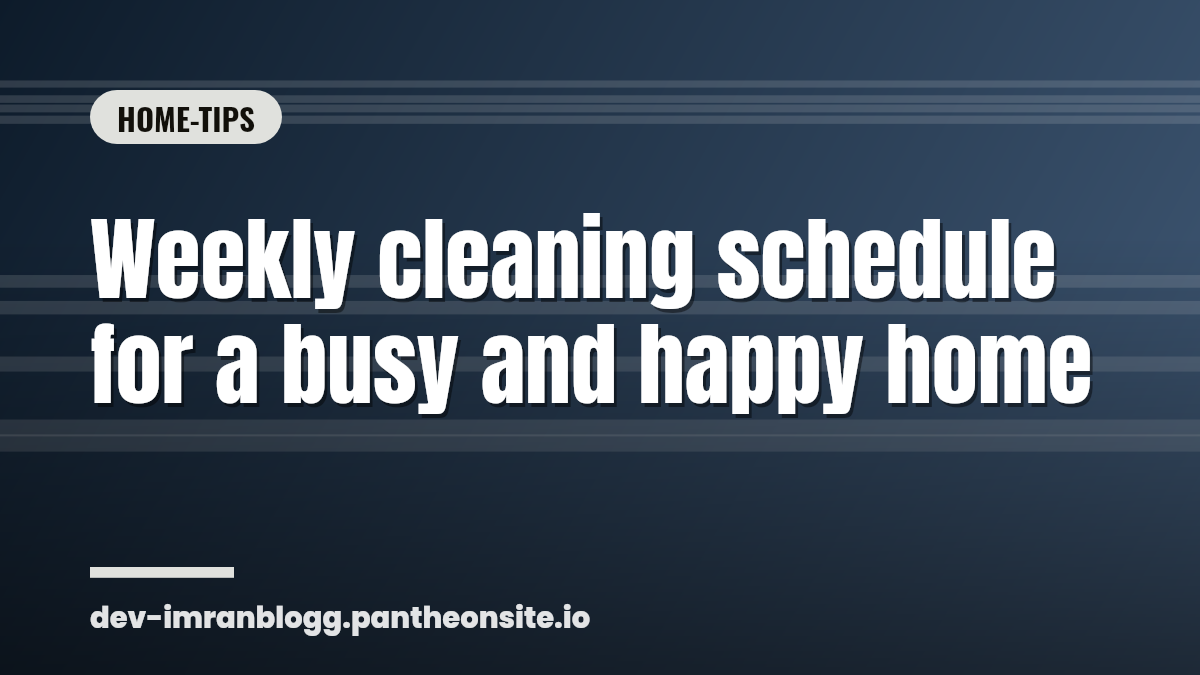 HOME-TIPS
Weekly cleaning schedule
for a busy and happy home
dev-imranblogg.pantheonsite.io